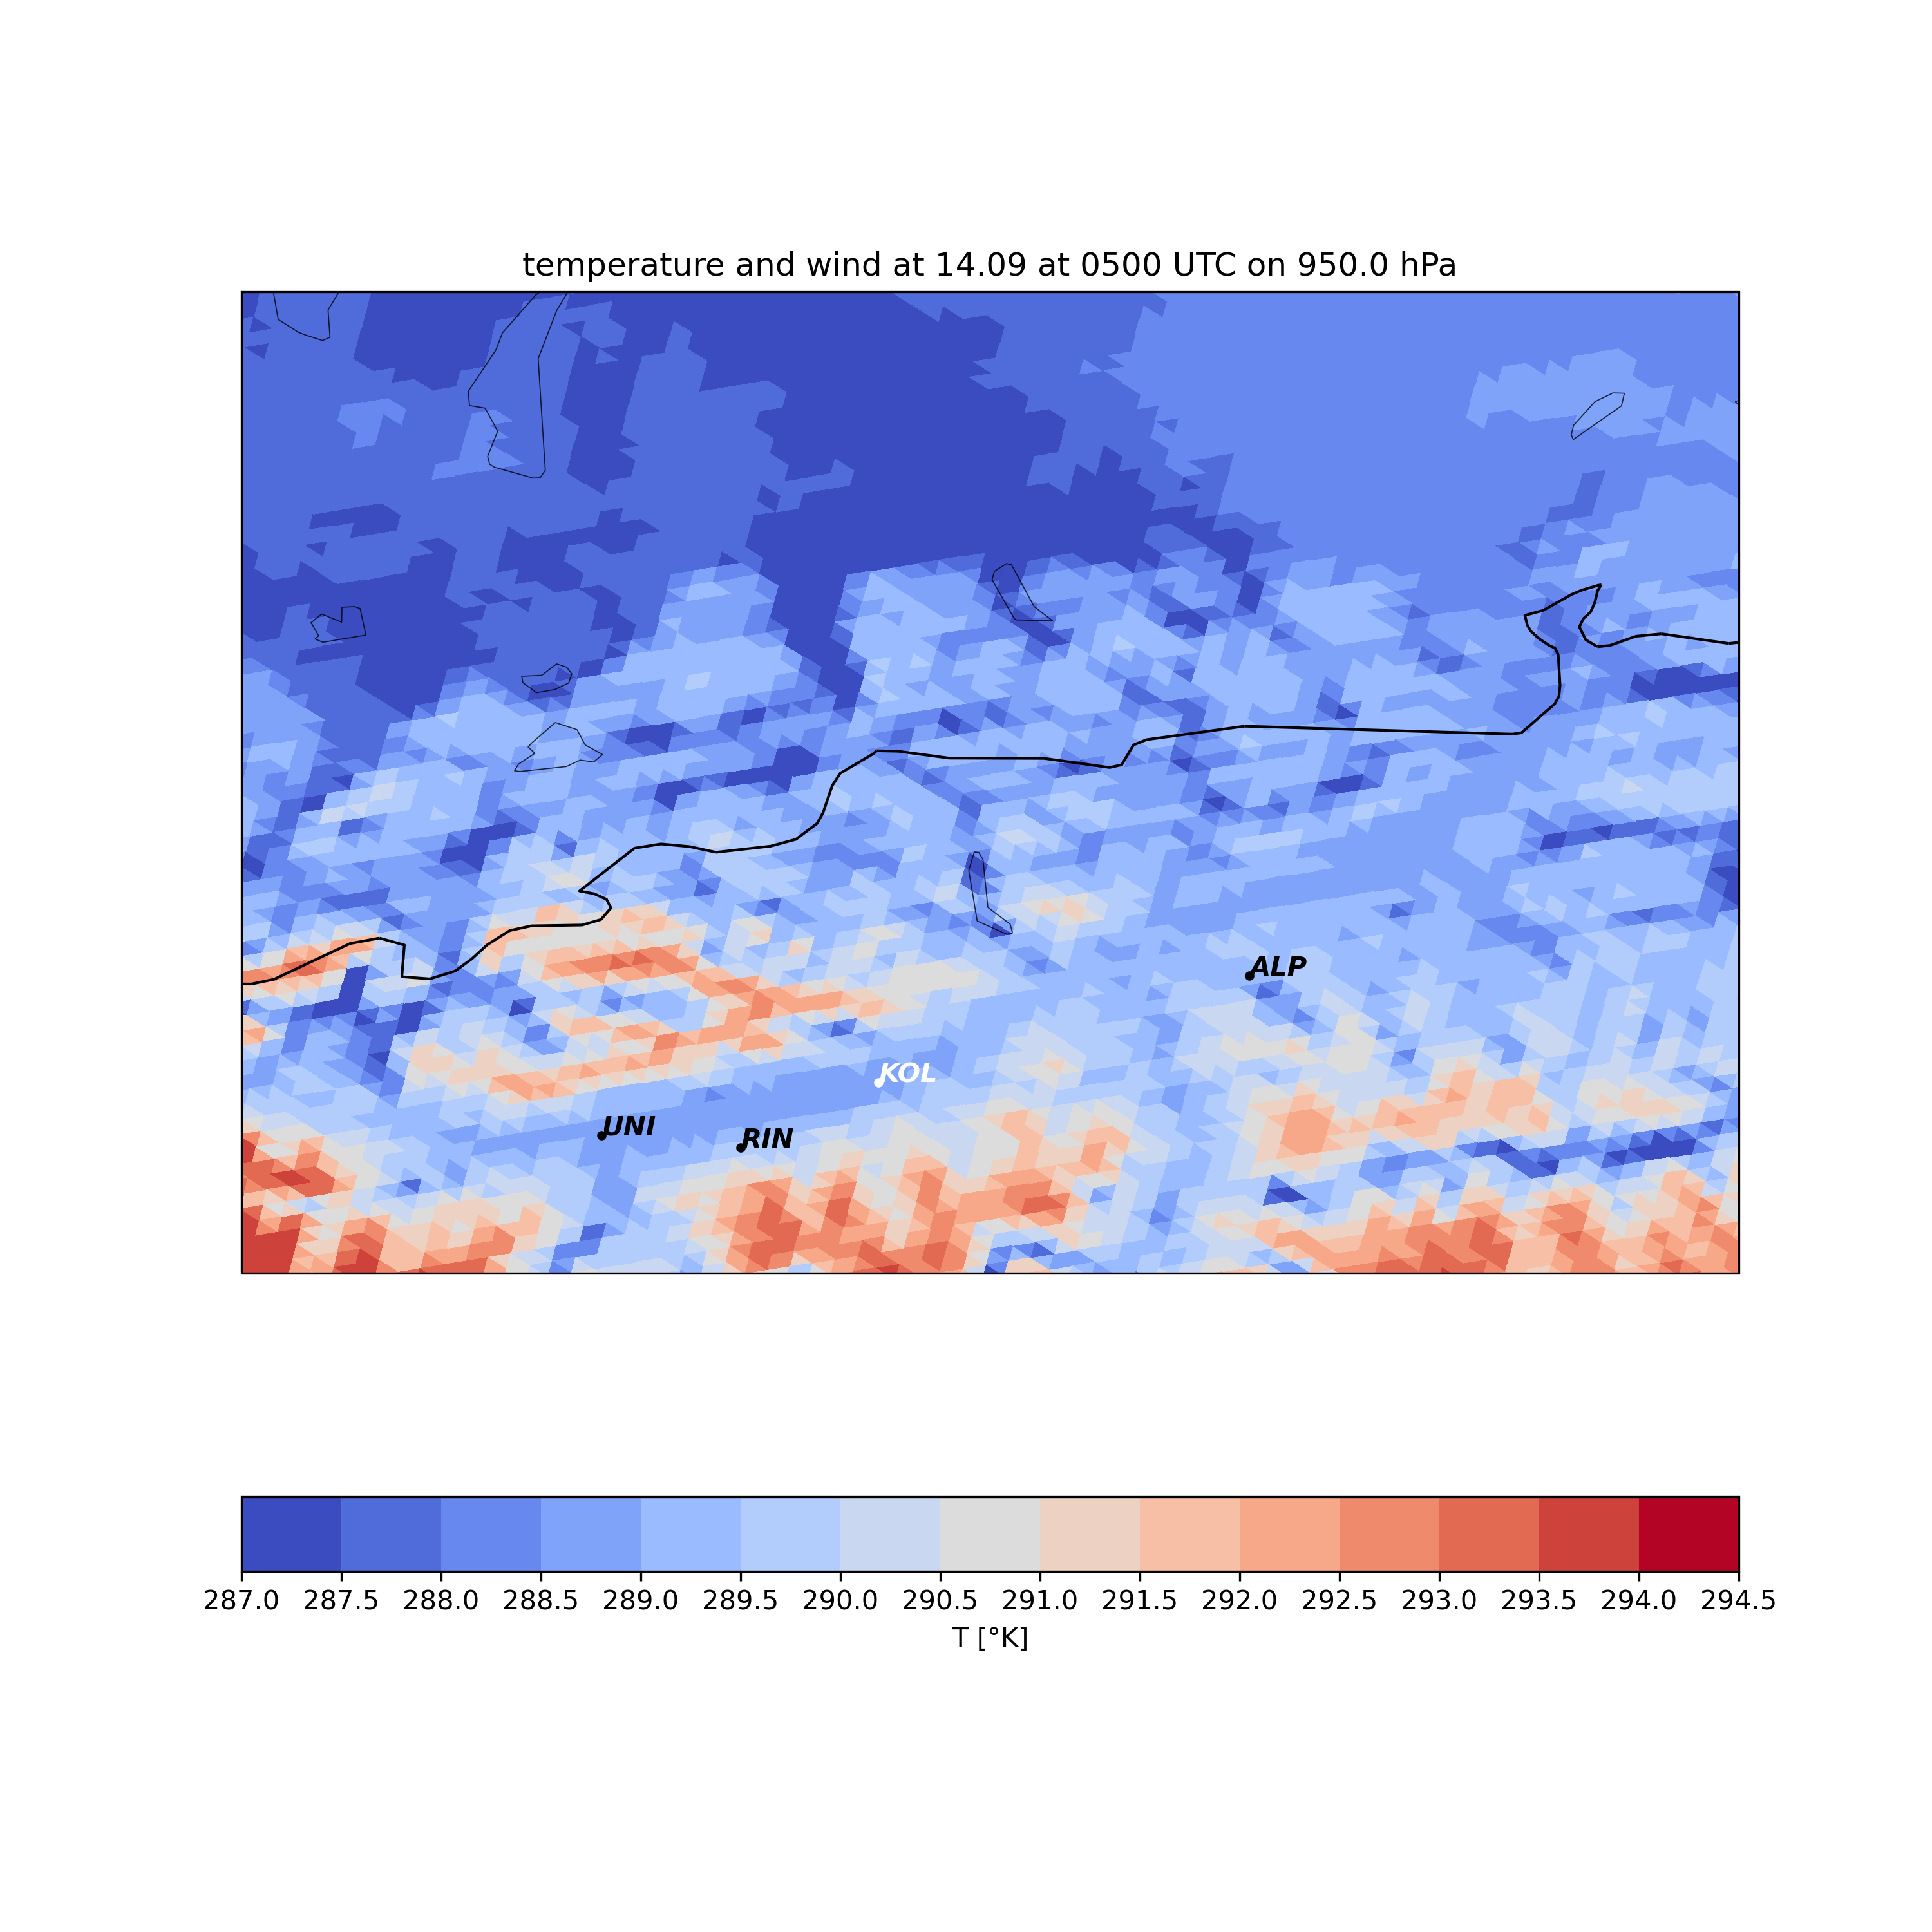 temperature and wind at 14.09 at 0500 UTC on 950.0 hPa
ALP
KOL
UNI
RIN
287.0 287.5 288.0 288.5 289.0 289.5 290.0 290.5 291.0 291.5 292.0 292.5 293.0 293.5 294.0 294.5
T [°K]